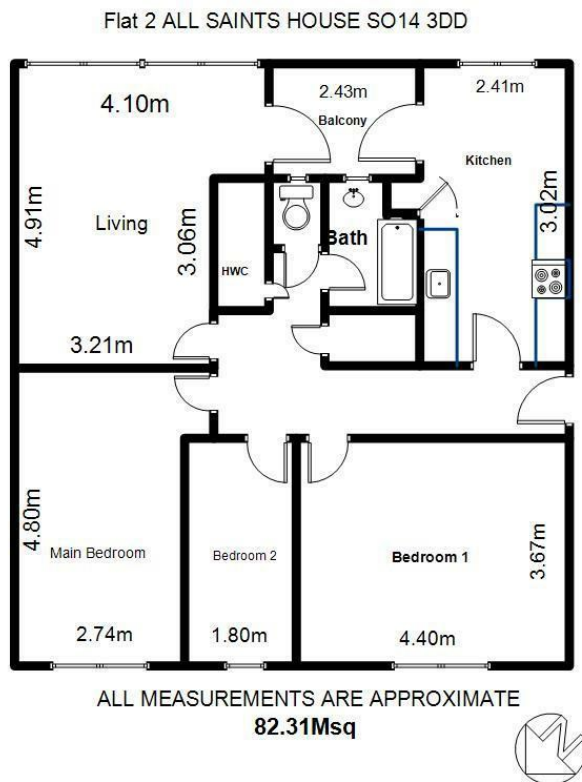 Flat 2 ALL SAINTS HOUSE SO14 3DD
4.10m
2.43m
Balcony
2.41m
Kitchen
4.91m
Living
3.06m
HWC
Bath
3.02m
3.21m
4.80m
Main Bedroom
2.74m
Bedroom 2
1.80m
Bedroom 1
3.67m
4.40m
ALL MEASUREMENTS ARE APPROXIMATE
82.31Msq